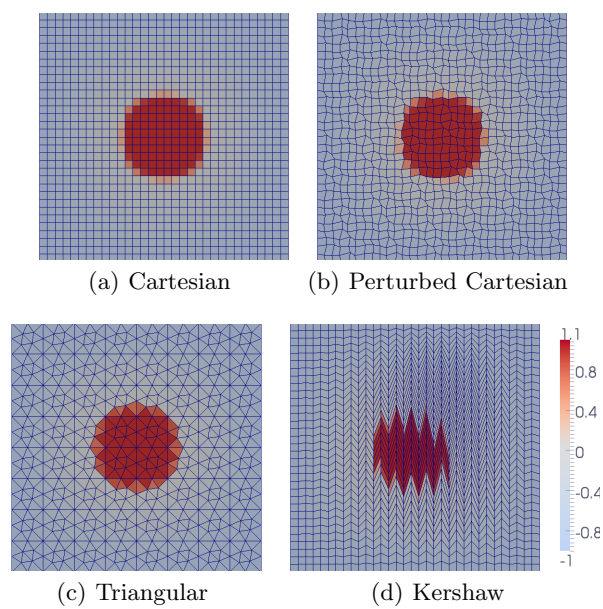 (a) Cartesian
(b) Perturbed Cartesian
1.1
0.8
0.4
0
-0.4
-0.8
-1
(c) Triangular
(d) Kershaw